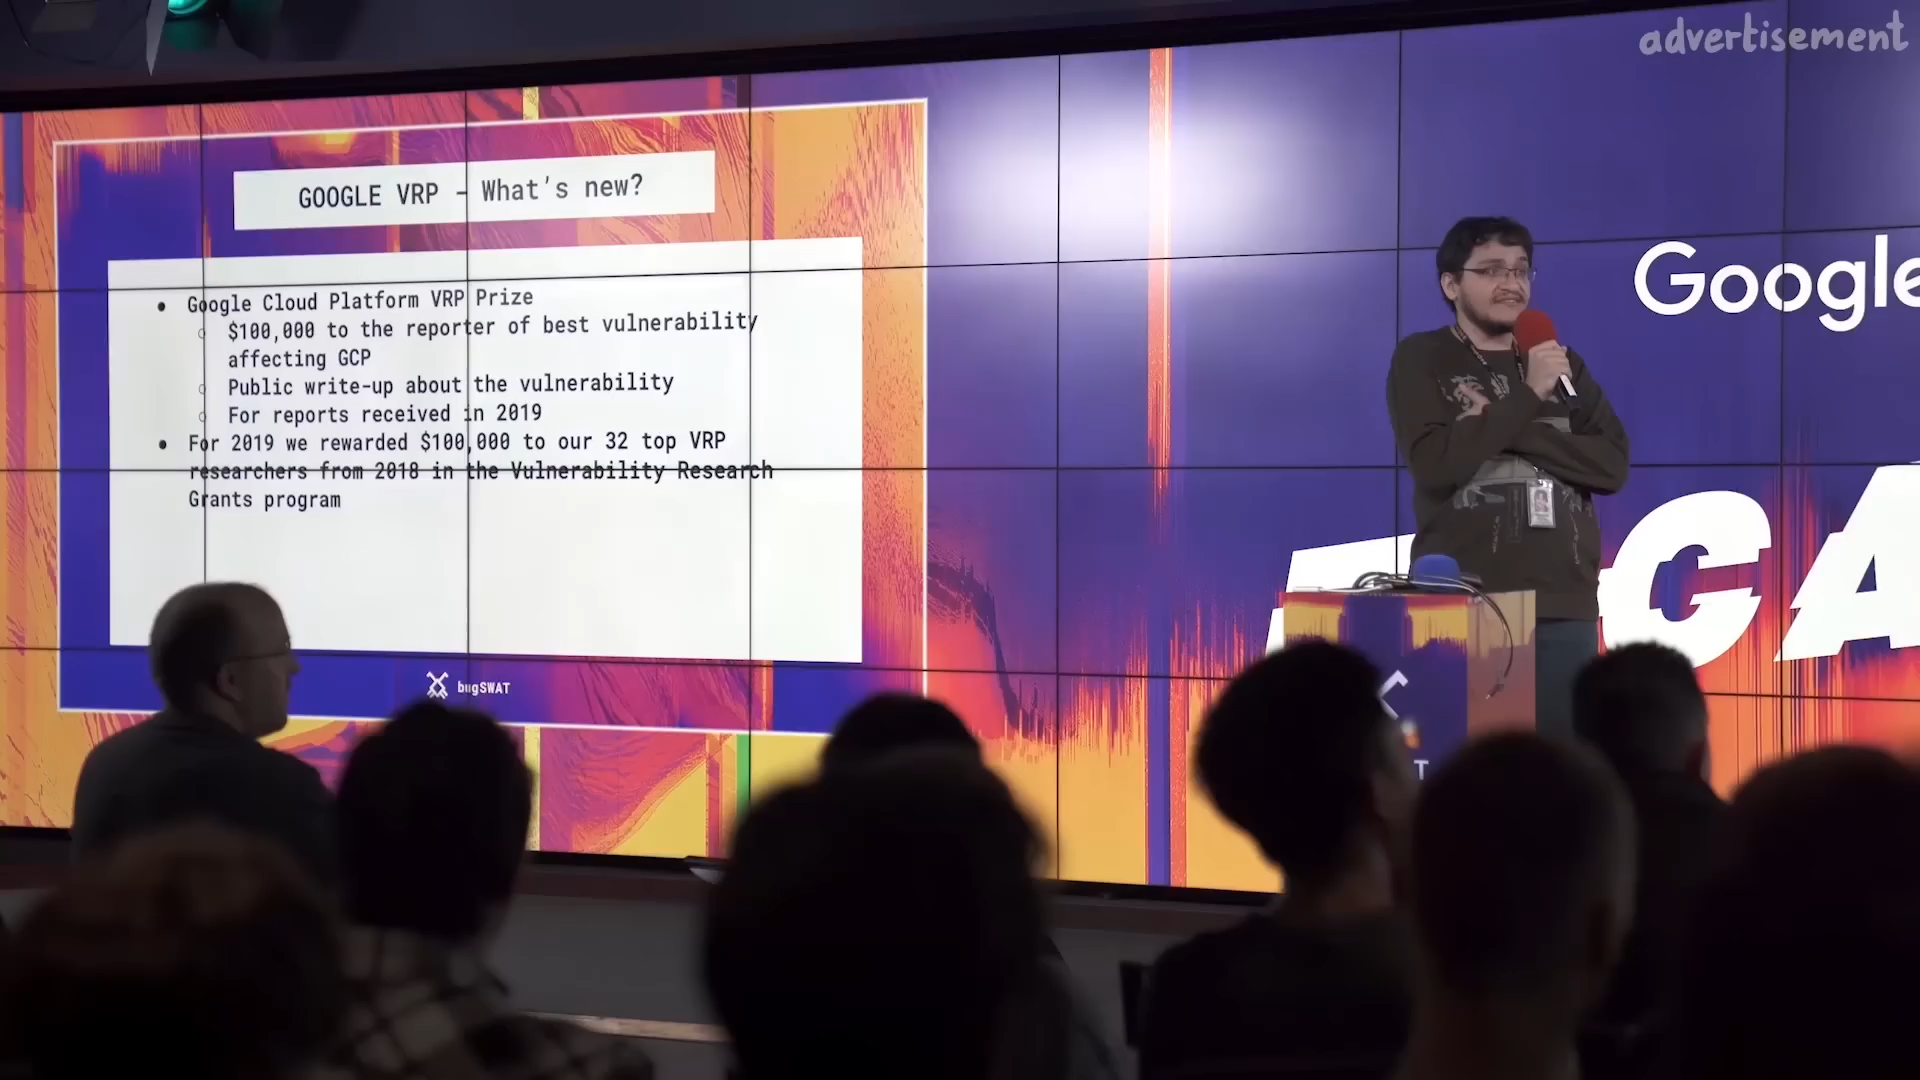 advertisement
GOOGLE VRP - What's new?
Google Cloud Platform VRP Prize
$100,000 to the reporter of best vulnerability
affecting GCP
Public write-up about the vulnerability
For reports received in 2019
For 2019 we rewarded $100,000 to our 32 top VRP
researchers from 2018 in the Vulnerability Research
Grants program
bugSWAT
Google
CA
T